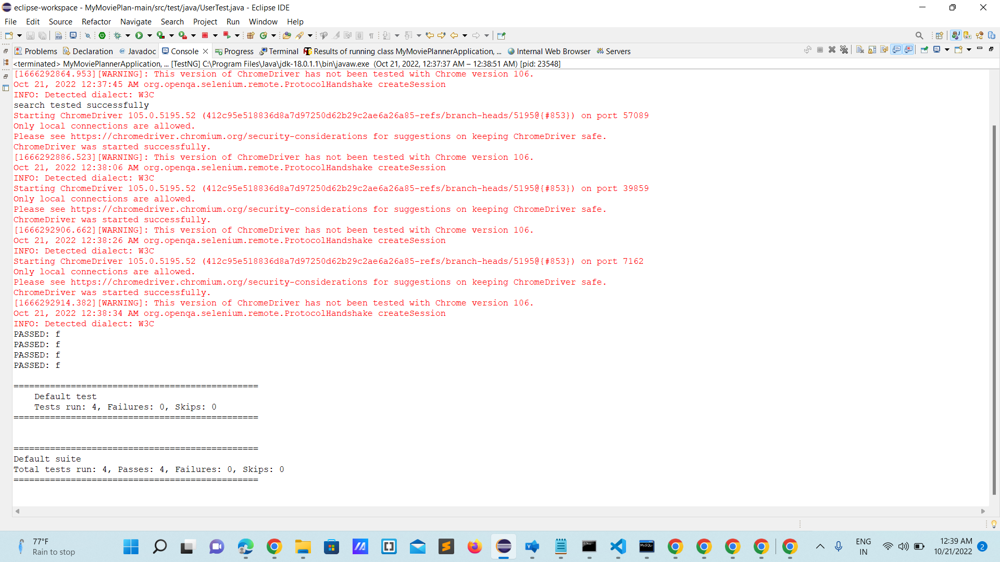 eclipse-workspace - MyMoviePlan-main/src/test/java/UserTest.java - Eclipse IDE
File Edit Source Refactor Navigate Search Project Run Window Help
Problems Declaration Javadoc Console Progress Terminal Results of running class MyMoviePlannerApplication, ... Internal Web Browser Servers
<terminated> MyMoviePlannerApplication, ... [TestNG] C:\Program Files\Java\jdk-18.0.1.1\bin\javaw.exe (Oct 21, 2022, 12:37:37 AM – 12:38:51 AM) [pid: 23548]
[1666292864.953][WARNING]: This version of ChromeDriver has not been tested with Chrome version 106.
Oct 21, 2022 12:37:45 AM org.openqa.selenium.remote.ProtocolHandshake createSession
INFO: Detected dialect: W3C
search tested successfully
Starting ChromeDriver 105.0.5195.52 (412c95e518836d8a7d97250d62b29c2ae6a26a85-refs/branch-heads/5195@{#853}) on port 57089
Only local connections are allowed.
Please see https://chromedriver.chromium.org/security-considerations for suggestions on keeping ChromeDriver safe.
ChromeDriver was started successfully.
[1666292886.523][WARNING]: This version of ChromeDriver has not been tested with Chrome version 106.
Oct 21, 2022 12:38:06 AM org.openqa.selenium.remote.ProtocolHandshake createSession
INFO: Detected dialect: W3C
Starting ChromeDriver 105.0.5195.52 (412c95e518836d8a7d97250d62b29c2ae6a26a85-refs/branch-heads/5195@{#853}) on port 39859
Only local connections are allowed.
Please see https://chromedriver.chromium.org/security-considerations for suggestions on keeping ChromeDriver safe.
ChromeDriver was started successfully.
[1666292906.662][WARNING]: This version of ChromeDriver has not been tested with Chrome version 106.
Oct 21, 2022 12:38:26 AM org.openqa.selenium.remote.ProtocolHandshake createSession
INFO: Detected dialect: W3C
Starting ChromeDriver 105.0.5195.52 (412c95e518836d8a7d97250d62b29c2ae6a26a85-refs/branch-heads/5195@{#853}) on port 7162
Only local connections are allowed.
Please see https://chromedriver.chromium.org/security-considerations for suggestions on keeping ChromeDriver safe.
ChromeDriver was started successfully.
[1666292914.382][WARNING]: This version of ChromeDriver has not been tested with Chrome version 106.
Oct 21, 2022 12:38:34 AM org.openqa.selenium.remote.ProtocolHandshake createSession
INFO: Detected dialect: W3C
PASSED: f
PASSED: f
PASSED: f
PASSED: f
===============================================
Default test
Tests run: 4, Failures: 0, Skips: 0
===============================================
===============================================
Default suite
Total tests run: 4, Passes: 4, Failures: 0, Skips: 0
===============================================
77°F
Rain to stop
ENG
IN
12:39 AM
10/21/2022
2